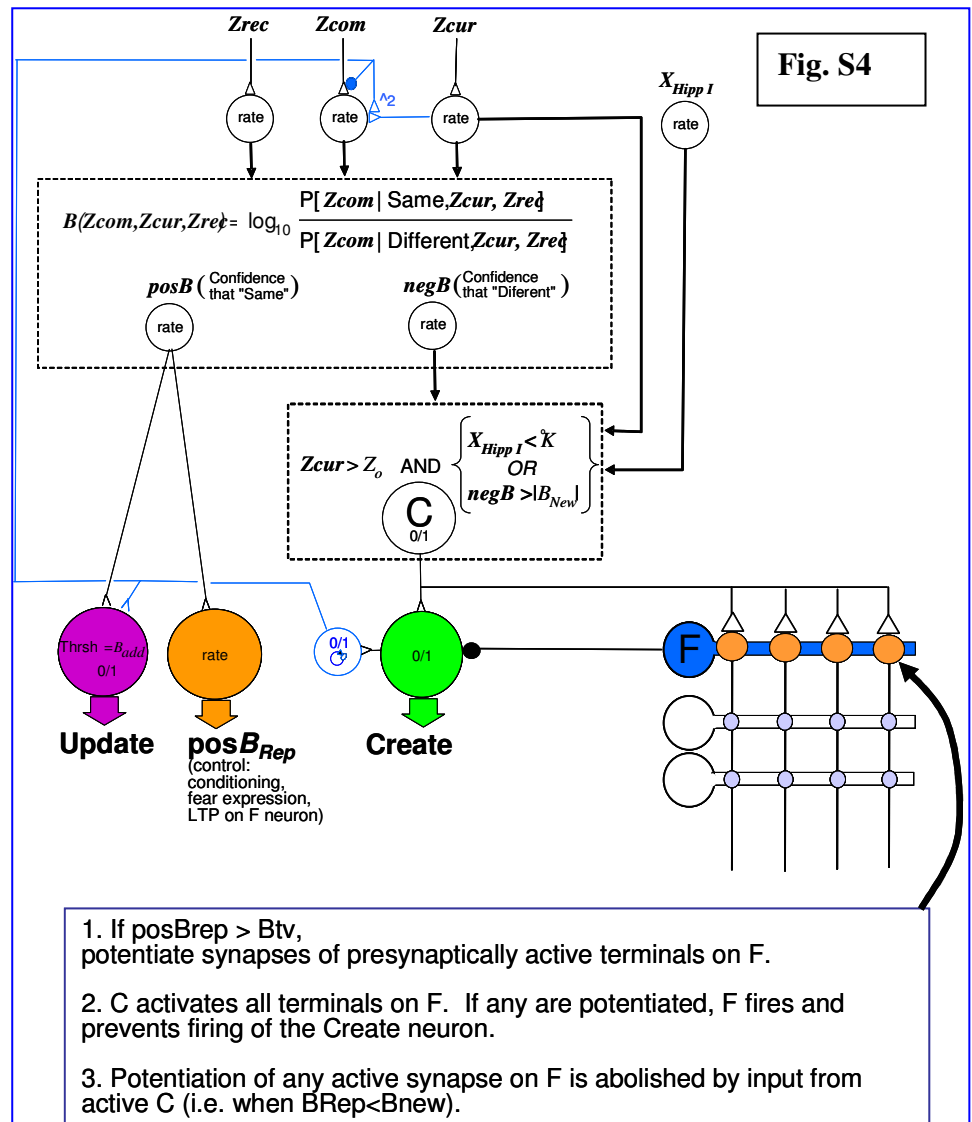 Zrec Zcom Zcur
Fig. S4
X Hipp I
^2
rate rate rate rate
P[ Zcom | Same,Zcur, Zrec]
B(Zcom,Zcur,Zrec)= log10
P[ Zcom | Different,Zcur, Zrec]
posB ( Confidence that "Same" )
negB ( Confidence that "Diferent" )
rate rate
X Hipp I < K
Zcur > Zo AND OR
negB >|BNew|
C
0/1
Thrsh =Badd
0/1
rate
0/1
0/1
F
Update
posBRep
Create
(control:
conditioning,
fear expression,
LTP on F neuron)
1. If posBrep > Btv,
potentiate synapses of presynaptically active terminals on F.
2. C activates all terminals on F. If any are potentiated, F fires and
prevents firing of the Create neuron.
3. Potentiation of any active synapse on F is abolished by input from
active C (i.e. when BRep<Bnew).